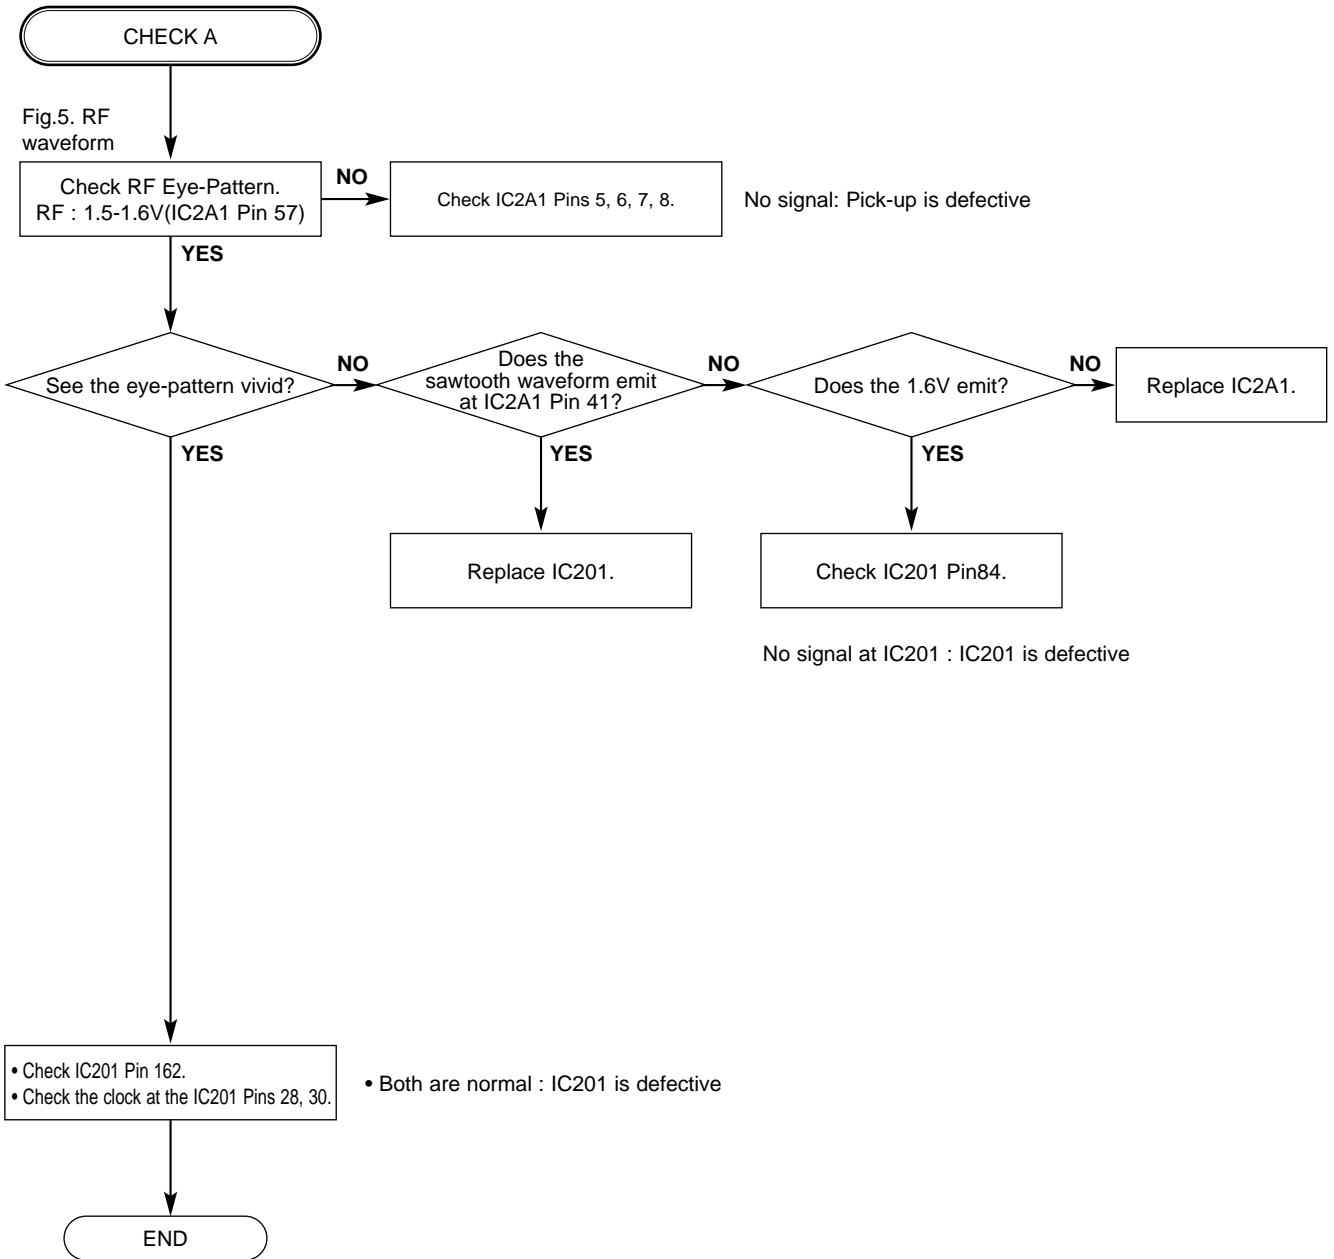 CHECK A
Fig.5. RF
waveform
Check RF Eye-Pattern.
RF : 1.5-1.6V(IC2A1 Pin 57)
NO
Check IC2A1 Pins 5, 6, 7, 8.
No signal: Pick-up is defective
YES
See the eye-pattern vivid?
NO
Does the
sawtooth waveform emit
at IC2A1 Pin 41?
NO
Does the 1.6V emit?
NO
Replace IC2A1.
YES
YES
YES
Replace IC201.
Check IC201 Pin84.
No signal at IC201 : IC201 is defective
• Check IC201 Pin 162.
• Check the clock at the IC201 Pins 28, 30.
• Both are normal : IC201 is defective
END